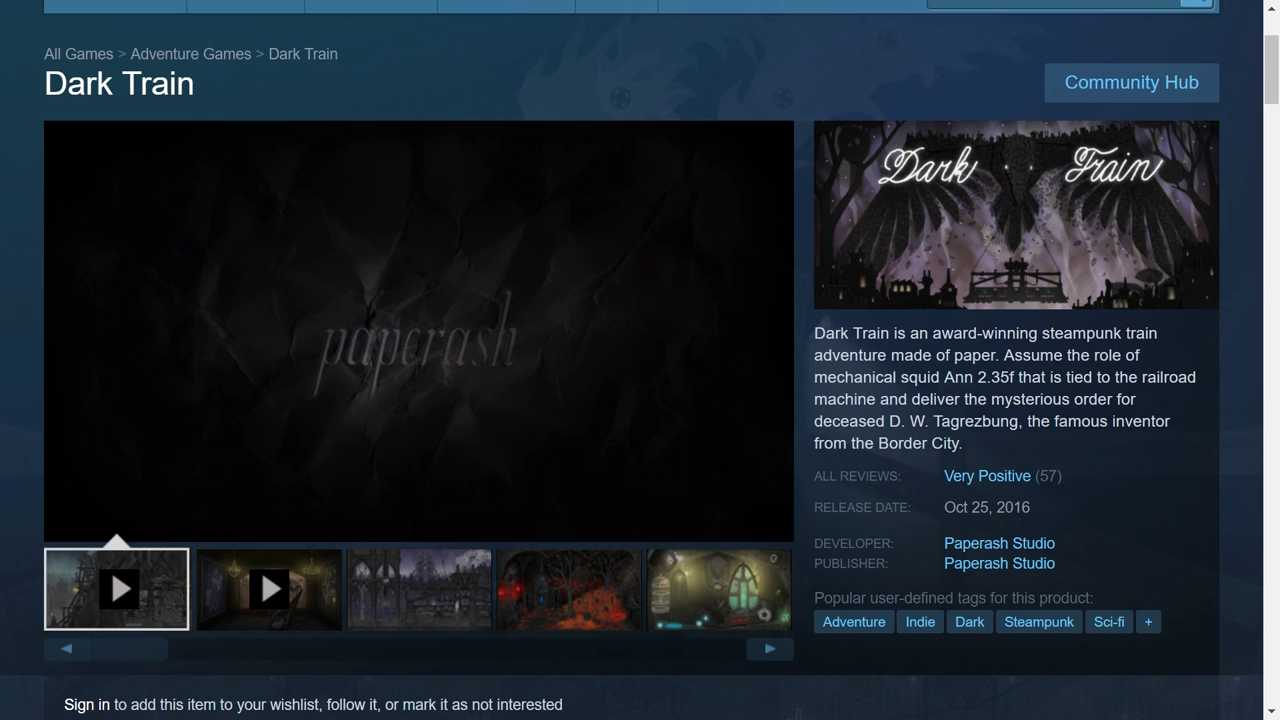 All Games > Adventure Games > Dark Train
Dark Train
Community Hub
paperash
Dark Train
Dark Train is an award-winning steampunk train
adventure made of paper. Assume the role of
mechanical squid Ann 2.35f that is tied to the railroad
machine and deliver the mysterious order for
deceased D. W. Tagrezbung, the famous inventor
from the Border City.
ALL REVIEWS: Very Positive (57)
RELEASE DATE: Oct 25, 2016
DEVELOPER: Paperash Studio
PUBLISHER: Paperash Studio
Popular user-defined tags for this product:
Adventure Indie Dark Steampunk Sci-fi +
Sign in to add this item to your wishlist, follow it, or mark it as not interested